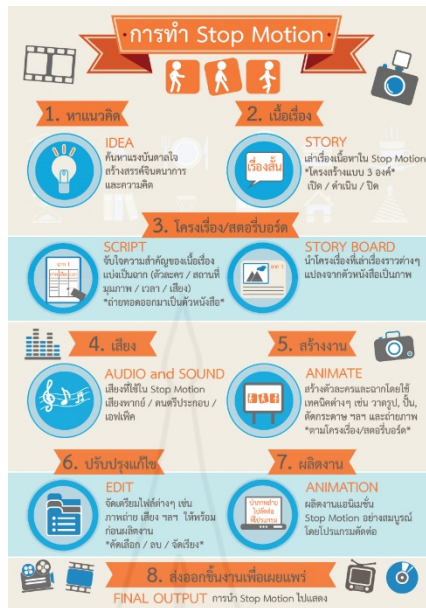 การทำ Stop Motion
1. หาแนวคิด
IDEA
ค้นหาแรงบันดาลใจ
สร้างสรรค์จินตนาการ
และความคิด
2. เนื้อเรื่อง
เรื่องสั้น
STORY
เล่าเรื่องเนื้อหาใน Stop Motion
*โครงสร้างแบบ 3 องค์*
เปิด / ดำเนิน / ปิด
3. โครงเรื่อง/สตอรี่บอร์ด
SCRIPT
จับใจความสำคัญของเนื้อเรื่อง
แบ่งเป็นฉาก (ตัวละคร / สถานที่
มุมภาพ / เวลา / เสียง)
*ถ่ายทอดออกมาเป็นตัวหนังสือ*
STORY BOARD
นำโครงเรื่องที่เล่าเรื่องราวต่างๆ
แปลงจากตัวหนังสือเป็นภาพ
4. เสียง
AUDIO and SOUND
เสียงที่ใช้ใน Stop Motion
เสียงพากย์ / ดนตรีประกอบ /
เอฟเฟ็ค
5. สร้างงาน
ANIMATE
สร้างตัวละครและฉากโดยใช้
เทคนิคต่างๆ เช่น วาดรูป, ปั้น,
ตัดกระดาษ ฯลฯ และถ่ายภาพ
*ตามโครงเรื่อง/สตอรี่บอร์ด*
6. ปรับปรุงแก้ไข
EDIT
จัดเตรียมไฟล์ต่างๆ เช่น
ภาพถ่าย เสียง ฯลฯ ให้พร้อม
ก่อนผลิตงาน
*คัดเลือก / ลบ / จัดเรียง*
7. ผลิตงาน
นำภาพถ่าย
ไปตัดต่อ
ANIMATION
ผลิตงานแอนิเมชั่น
Stop Motion อย่างสมบูรณ์
โดยโปรแกรมตัดต่อ
8. ส่งออกชิ้นงานเพื่อเผยแพร่
FINAL OUTPUT การนำ Stop Motion ไปแสดง